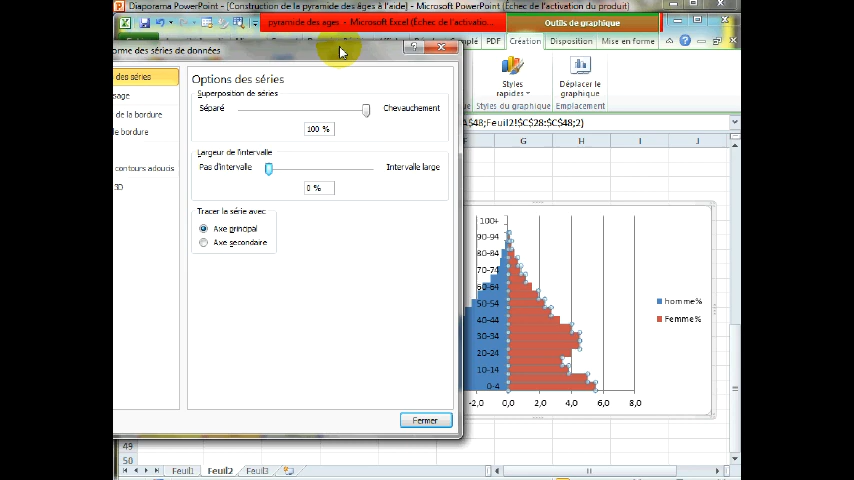 Diaporama PowerPoint - [Construction de la pyramide des âges à l'aide] - Microsoft PowerPoint (Échec de l'activation du produit)
pyramide des ages - Microsoft Excel (Échec de l'activatio...
Outils de graphique
PDF
Création
Disposition
Mise en forme
orme des séries de données
des séries
sage
de la bordure
de bordure
contours adoucis
3D
Options des séries
Superposition de séries
Séparé
Chevauchement
100 %
Largeur de l'intervalle
Pas d'intervalle
Intervalle large
0 %
Tracer la série avec
Axe principal
Axe secondaire
Fermer
Styles rapides
Déplacer le graphique
Styles du graphique
Emplacement
A$48;Feuil2!$C$28:$C$48;2)
F G H I J
100+
90-94
80-84
70-74
60-64
50-54
40-44
30-34
20-24
10-14
0-4
-2,0 0,0 2,0 4,0 6,0 8,0
homme%
Femme%
49
50
Feuil1 Feuil2 Feuil3